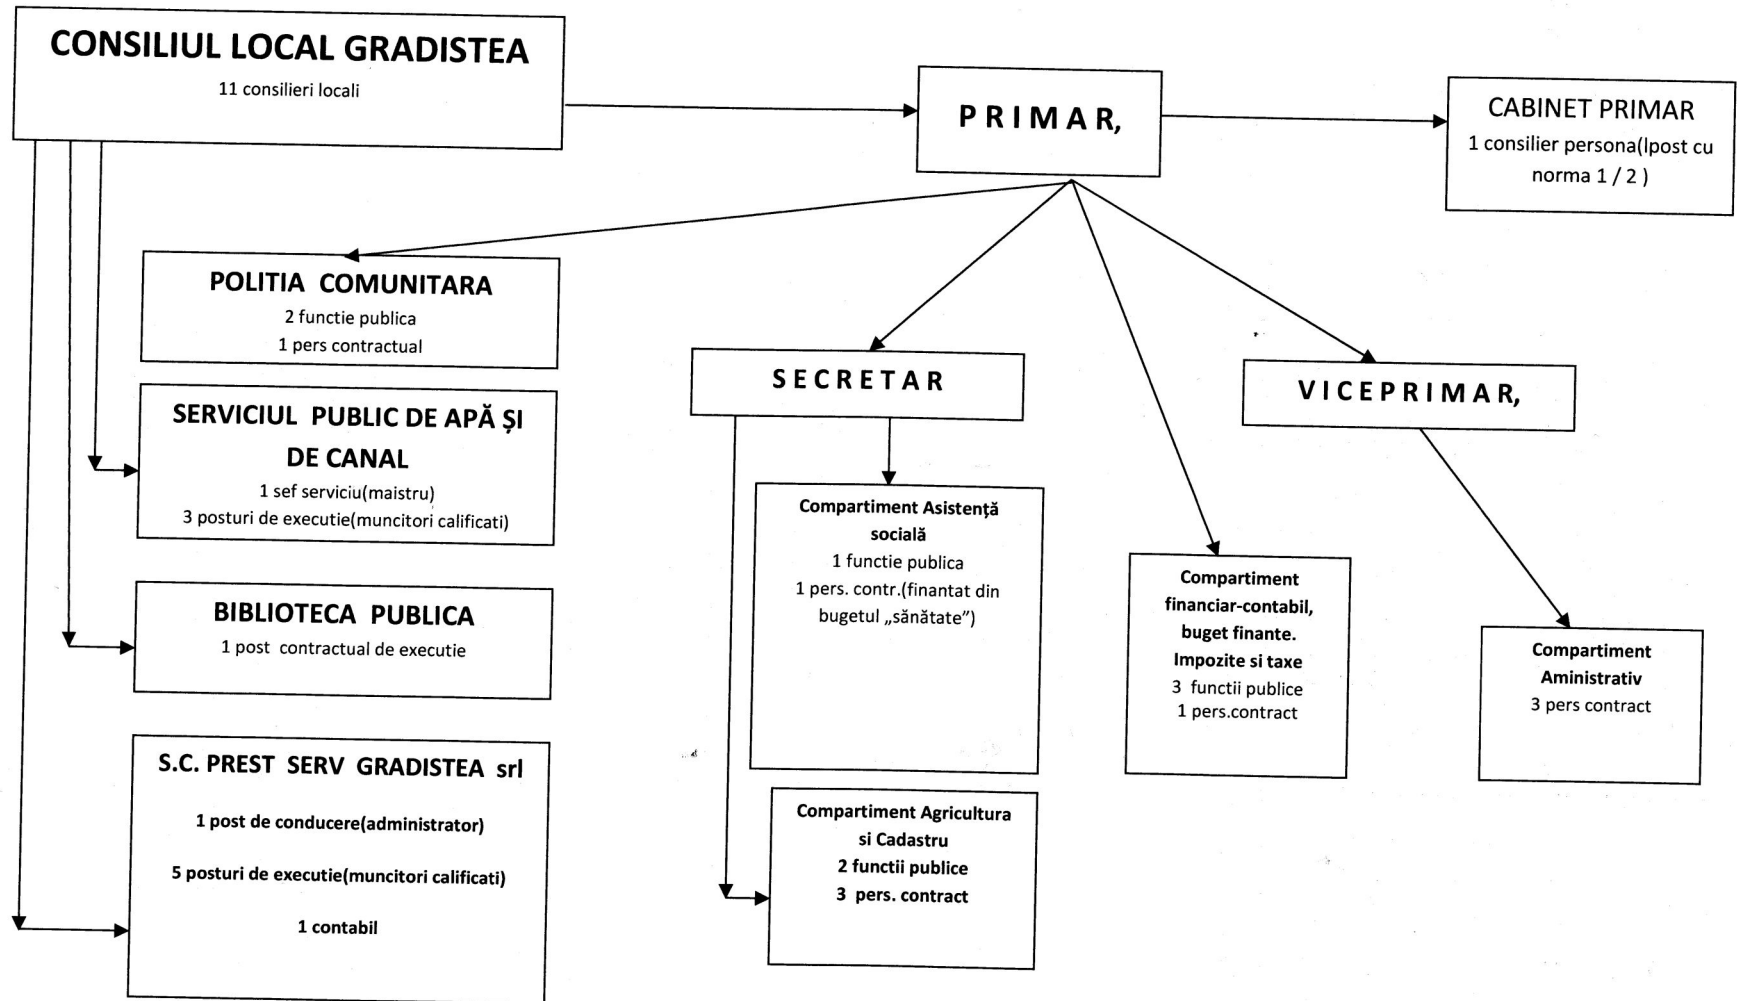 CONSILIUL LOCAL GRADISTEA
11 consilieri locali
P R I M A R,
CABINET PRIMAR
1 consilier persona(lpost cu
norma 1 / 2 )
POLITIA COMUNITARA
2 functie publica
1 pers contractual
SERVICIUL PUBLIC DE APĂ ȘI
DE CANAL
1 sef serviciu(maistru)
3 posturi de executie(muncitori calificati)
BIBLIOTECA PUBLICA
1 post contractual de executie
S.C. PREST SERV GRADISTEA srl
1 post de conducere(administrator)
5 posturi de executie(muncitori calificati)
1 contabil
S E C R E T A R
V I C E P R I M A R,
Compartiment Asistență
socială
1 functie publica
1 pers. contr.(finantat din
bugetul „sănătate”)
Compartiment Agricultura
si Cadastru
2 functii publice
3 pers. contract
Compartiment
financiar-contabil,
buget finante.
Impozite si taxe
3 functii publice
1 pers.contract
Compartiment
Aministrativ
3 pers contract